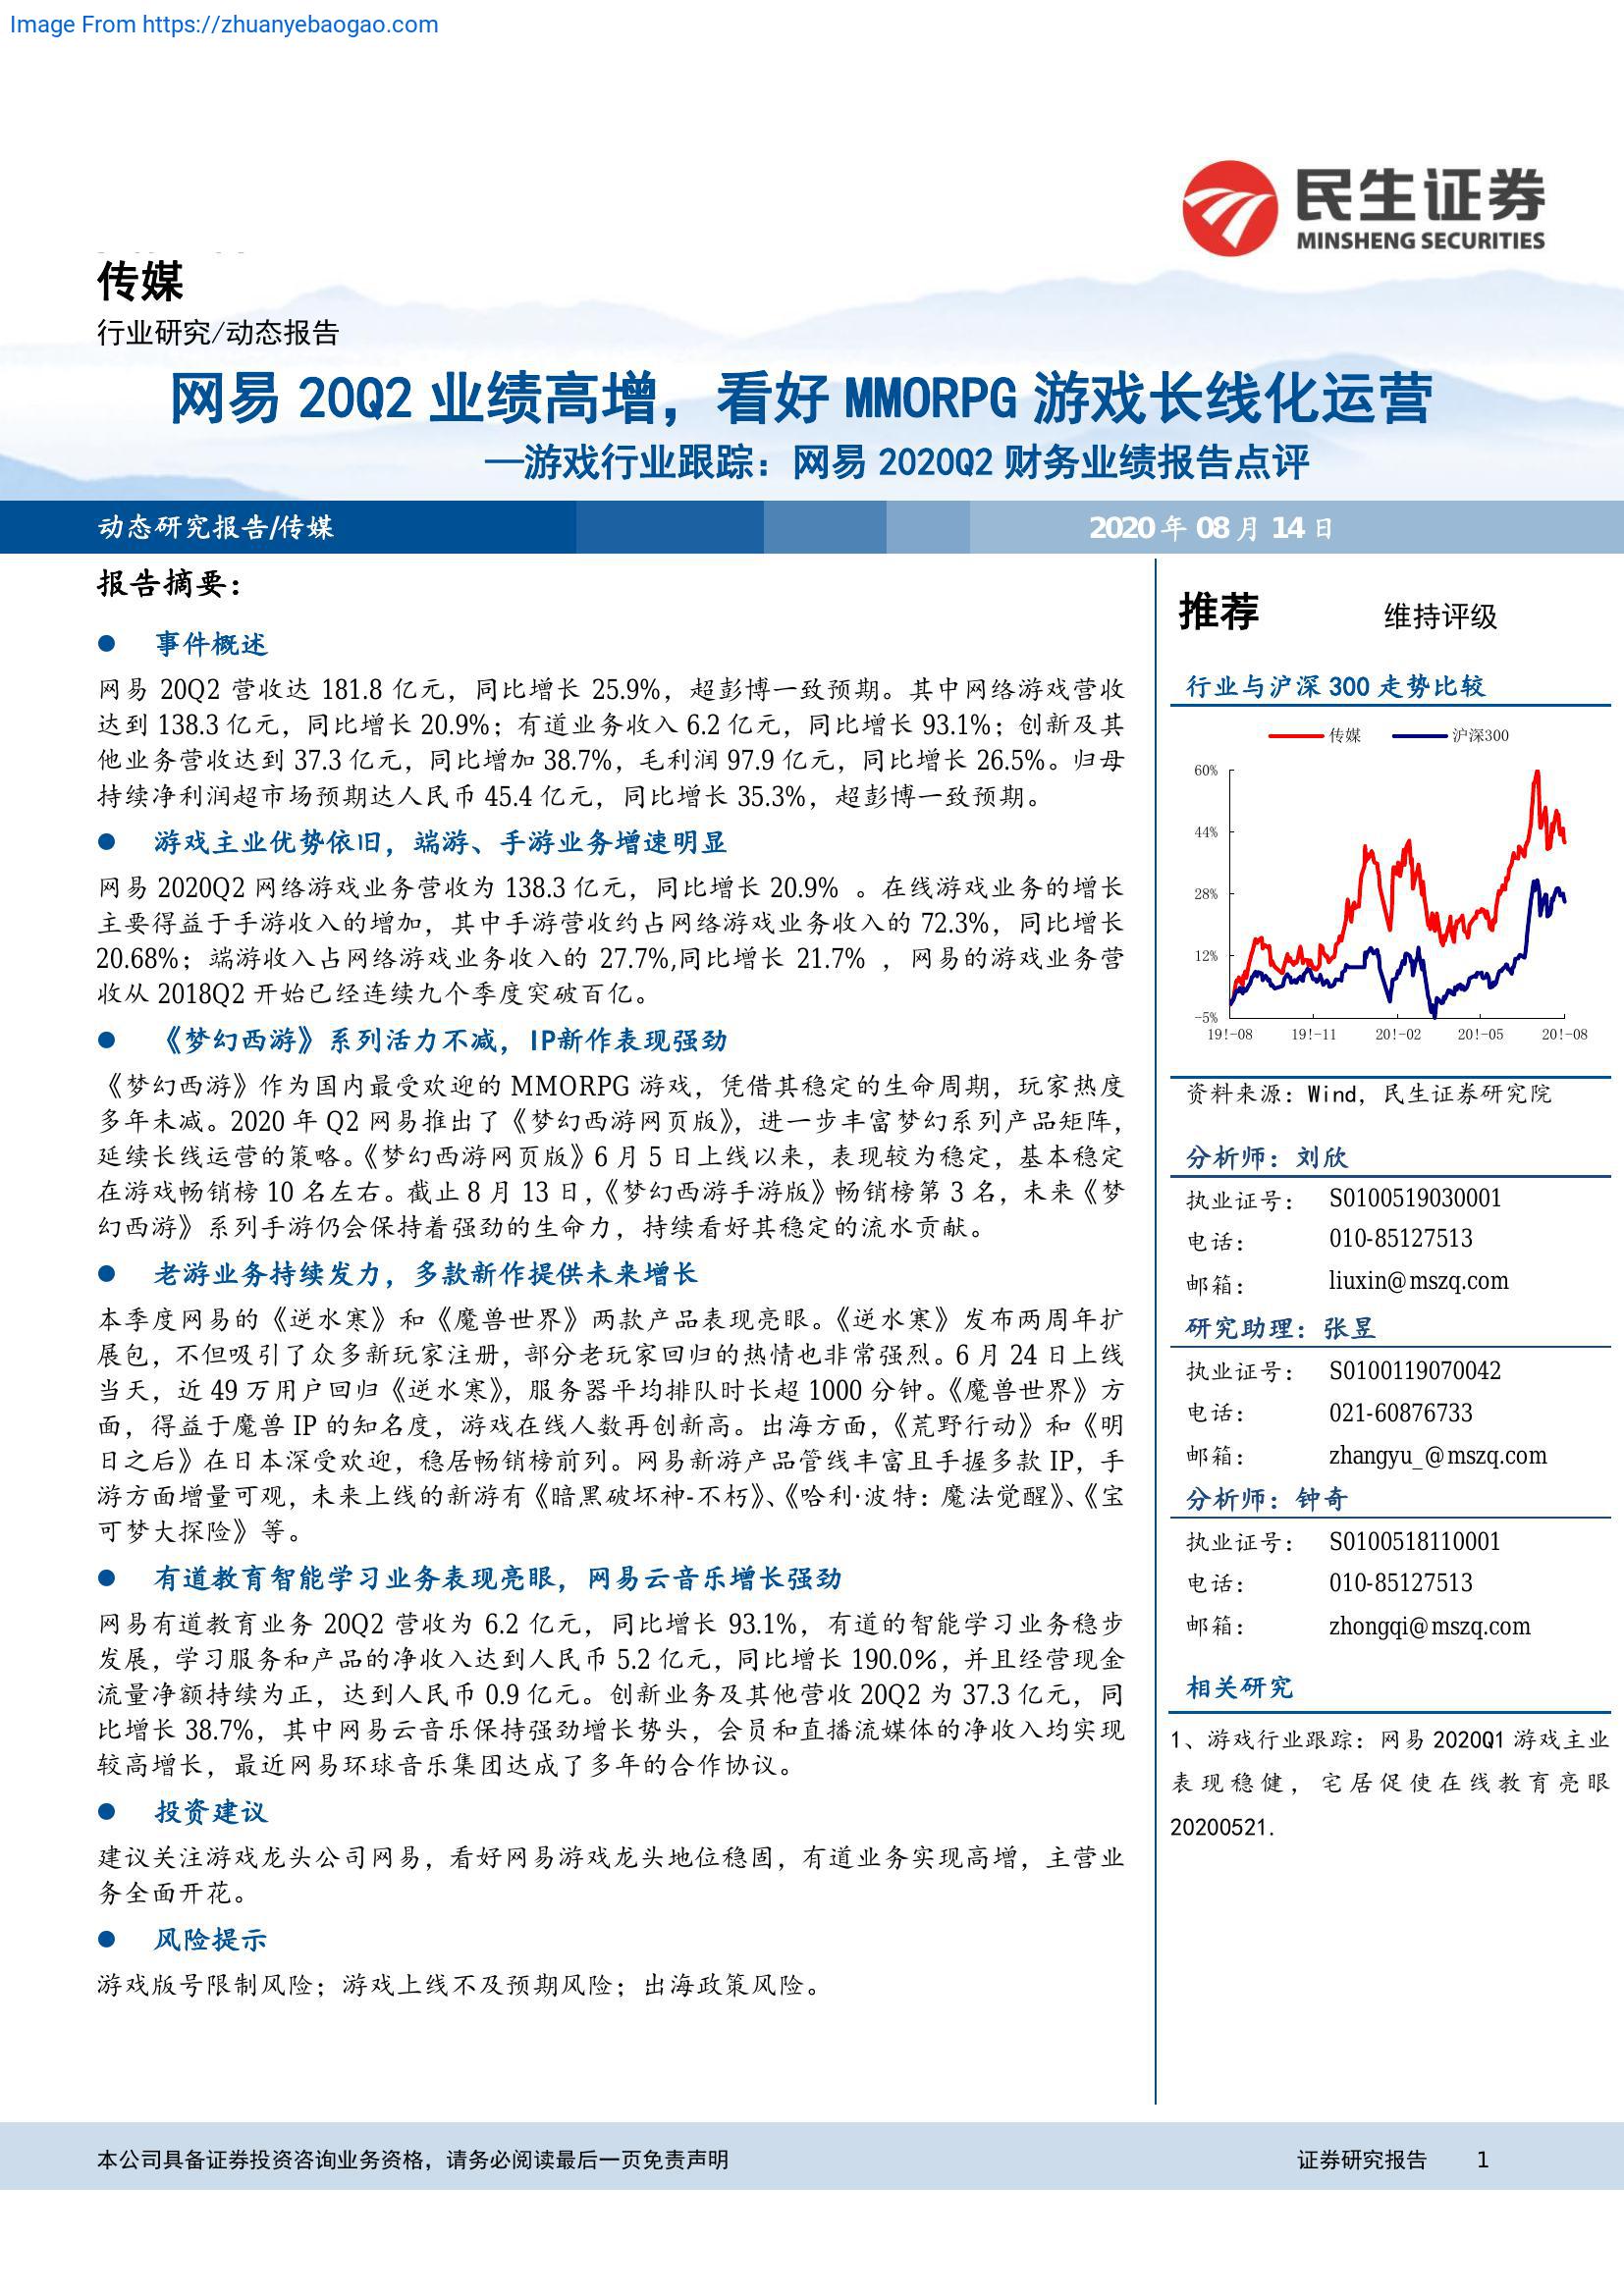 Image From https://zhuanyebaogao.com
民生证券
MINSHENG SECURITIES
传媒
行业研究/动态报告
网易 20Q2 业绩高增，看好 MMORPG 游戏长线化运营
—游戏行业跟踪：网易 2020Q2 财务业绩报告点评
动态研究报告/传媒
2020 年 08 月 14 日
报告摘要：
● 事件概述
网易 20Q2 营收达 181.8 亿元，同比增长 25.9%，超彭博一致预期。其中网络游戏营收
达到 138.3 亿元，同比增长 20.9%；有道业务收入 6.2 亿元，同比增长 93.1%；创新及其
他业务营收达到 37.3 亿元，同比增加 38.7%，毛利润 97.9 亿元，同比增长 26.5%。归母
持续净利润超市场预期达人民币 45.4 亿元，同比增长 35.3%，超彭博一致预期。
● 游戏主业优势依旧，端游、手游业务增速明显
网易 2020Q2 网络游戏业务营收为 138.3 亿元，同比增长 20.9% 。在线游戏业务的增长
主要得益于手游收入的增加，其中手游营收约占网络游戏业务收入的 72.3%，同比增长
20.68%；端游收入占网络游戏业务收入的 27.7%,同比增长 21.7% ，网易的游戏业务营
收从 2018Q2 开始已经连续九个季度突破百亿。
● 《梦幻西游》系列活力不减，IP新作表现强劲
《梦幻西游》作为国内最受欢迎的 MMORPG 游戏，凭借其稳定的生命周期，玩家热度
多年未减。2020 年 Q2 网易推出了《梦幻西游网页版》，进一步丰富梦幻系列产品矩阵，
延续长线运营的策略。《梦幻西游网页版》6 月 5 日上线以来，表现较为稳定，基本稳定
在游戏畅销榜 10 名左右。截止 8 月 13 日，《梦幻西游手游版》畅销榜第 3 名，未来《梦
幻西游》系列手游仍会保持着强劲的生命力，持续看好其稳定的流水贡献。
● 老游业务持续发力，多款新作提供未来增长
本季度网易的《逆水寒》和《魔兽世界》两款产品表现亮眼。《逆水寒》发布两周年扩
展包，不但吸引了众多新玩家注册，部分老玩家回归的热情也非常强烈。6 月 24 日上线
当天，近 49 万用户回归《逆水寒》，服务器平均排队时长超 1000 分钟。《魔兽世界》方
面，得益于魔兽 IP 的知名度，游戏在线人数再创新高。出海方面，《荒野行动》和《明
日之后》在日本深受欢迎，稳居畅销榜前列。网易新游产品管线丰富且手握多款 IP，手
游方面增量可观，未来上线的新游有《暗黑破坏神-不朽》、《哈利·波特：魔法觉醒》、《宝
可梦大探险》等。
● 有道教育智能学习业务表现亮眼，网易云音乐增长强劲
网易有道教育业务 20Q2 营收为 6.2 亿元，同比增长 93.1%，有道的智能学习业务稳步
发展，学习服务和产品的净收入达到人民币 5.2 亿元，同比增长 190.0%，并且经营现金
流量净额持续为正，达到人民币 0.9 亿元。创新业务及其他营收 20Q2 为 37.3 亿元，同
比增长 38.7%，其中网易云音乐保持强劲增长势头，会员和直播流媒体的净收入均实现
较高增长，最近网易环球音乐集团达成了多年的合作协议。
● 投资建议
建议关注游戏龙头公司网易，看好网易游戏龙头地位稳固，有道业务实现高增，主营业
务全面开花。
● 风险提示
游戏版号限制风险；游戏上线不及预期风险；出海政策风险。
推荐 维持评级
行业与沪深 300 走势比较
传媒 沪深300
60%
44%
28%
12%
-5%
19!-08 19!-11 20!-02 20!-05 20!-08
资料来源：Wind，民生证券研究院
分析师：刘欣
执业证号： S0100519030001
电话： 010-85127513
邮箱： liuxin@mszq.com
研究助理：张昱
执业证号： S0100119070042
电话： 021-60876733
邮箱： zhangyu_@mszq.com
分析师：钟奇
执业证号： S0100518110001
电话： 010-85127513
邮箱： zhongqi@mszq.com
相关研究
1、游戏行业跟踪：网易 2020Q1 游戏主业
表现稳健，宅居促使在线教育亮眼
20200521.
本公司具备证券投资咨询业务资格，请务必阅读最后一页免责声明
证券研究报告 1